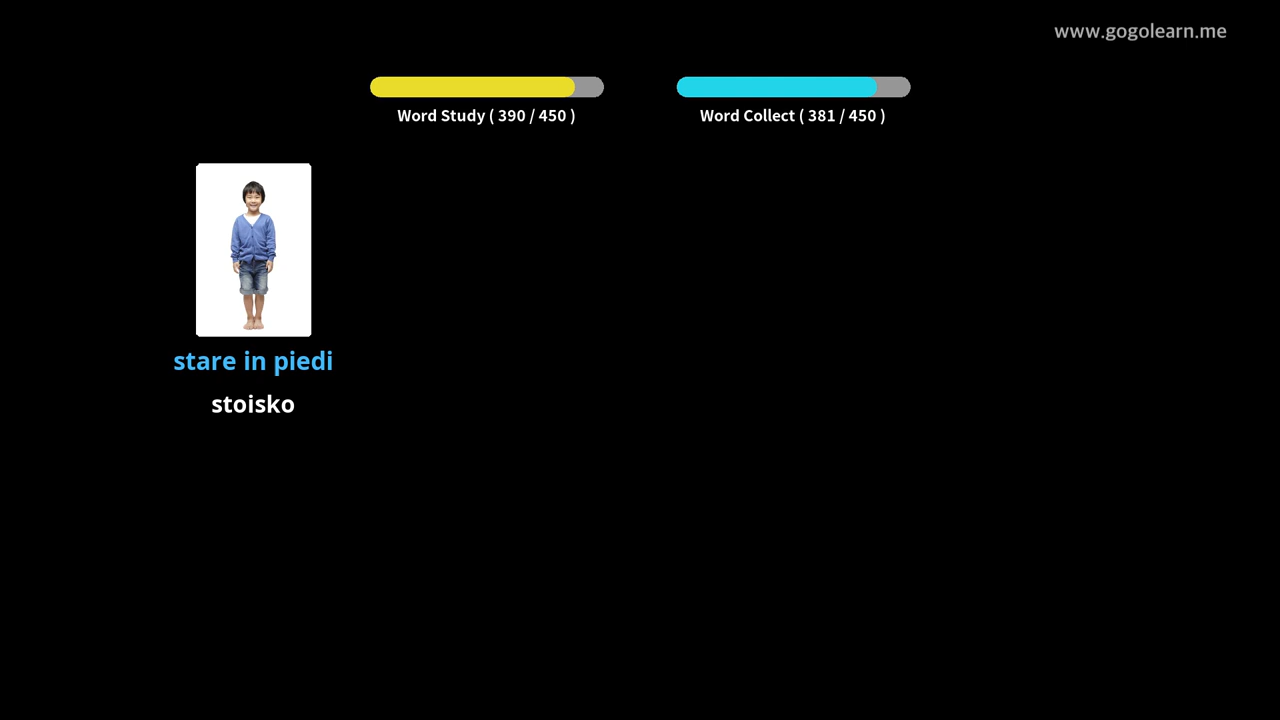 www.gogolearn.me
Word Study ( 390 / 450 )
Word Collect ( 381 / 450 )
stare in piedi
stoisko